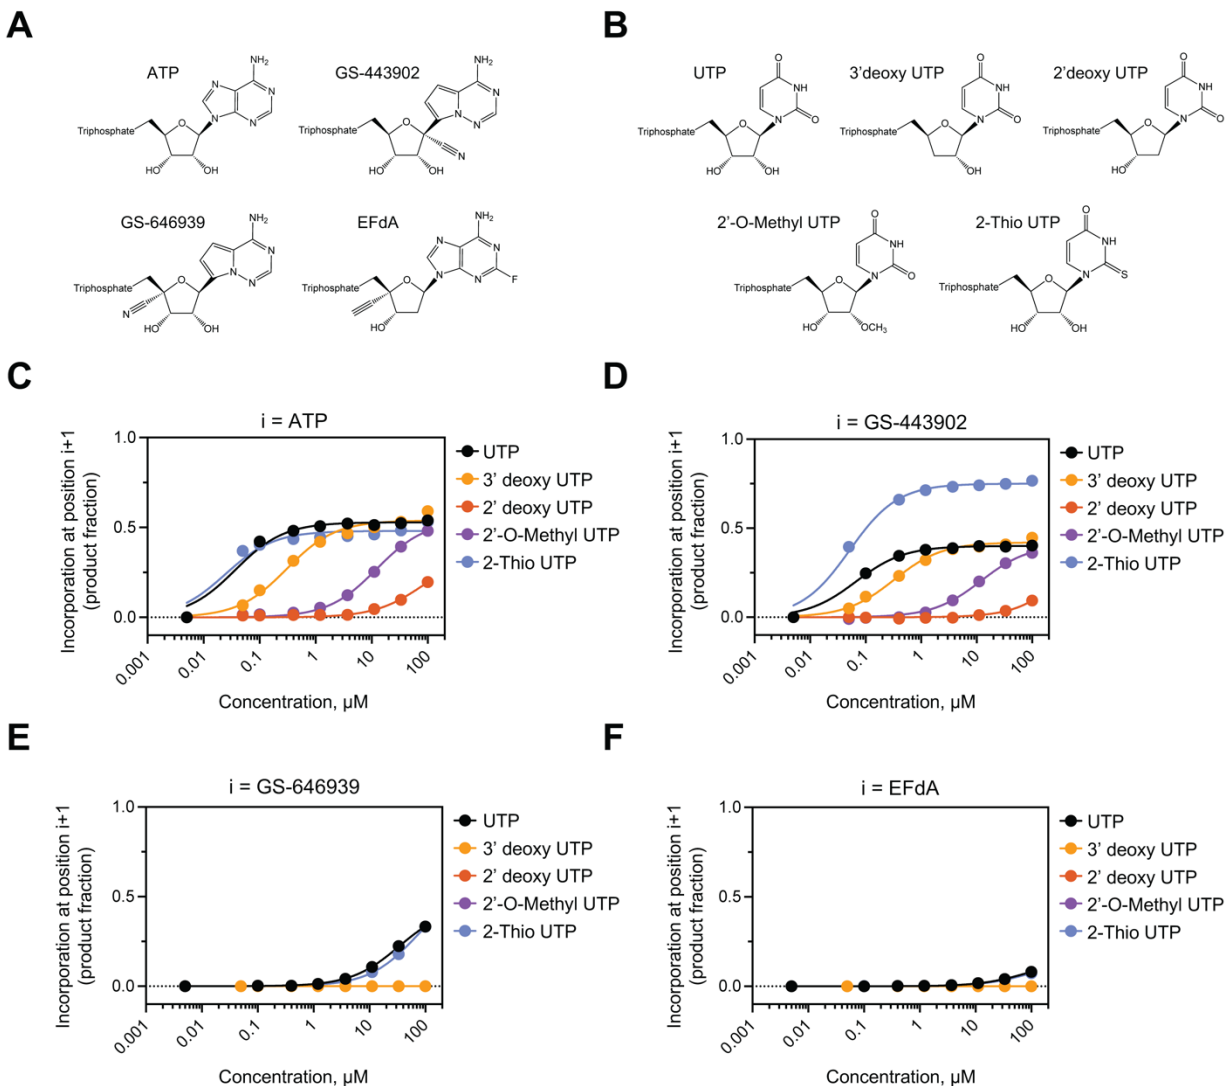 A
ATP
GS-443902
NH2
NH2
Triphosphate
O
N
N
N
N
HO
OH
Triphosphate
O
N
N
N
N
HO
OH
GS-646939
EFdA
NH2
NH2
Triphosphate
O
N
N
N
N
HO
OH
Triphosphate
O
N
N
N
N
F
HO
B
UTP
3'deoxy UTP
2'deoxy UTP
Triphosphate
O
O
NH
N
O
HO
OH
Triphosphate
O
O
NH
N
O
OH
Triphosphate
O
O
NH
N
O
HO
2'-O-Methyl UTP
2-Thio UTP
Triphosphate
O
O
NH
N
O
HO
OCH3
Triphosphate
O
O
NH
N
S
HO
OH
C
i = ATP
Incorporation at position i+1
(product fraction)
1.0
0.5
0.0
0.001
0.01
0.1
1
10
100
Concentration, µM
UTP
3' deoxy UTP
2' deoxy UTP
2'-O-Methyl UTP
2-Thio UTP
D
i = GS-443902
Incorporation at position i+1
(product fraction)
1.0
0.5
0.0
0.001
0.01
0.1
1
10
100
Concentration, µM
UTP
3' deoxy UTP
2' deoxy UTP
2'-O-Methyl UTP
2-Thio UTP
E
i = GS-646939
Incorporation at position i+1
(product fraction)
1.0
0.5
0.0
0.001
0.01
0.1
1
10
100
Concentration, µM
UTP
3' deoxy UTP
2' deoxy UTP
2'-O-Methyl UTP
2-Thio UTP
F
i = EFdA
Incorporation at position i+1
(product fraction)
1.0
0.5
0.0
0.001
0.01
0.1
1
10
100
Concentration, µM
UTP
3' deoxy UTP
2' deoxy UTP
2'-O-Methyl UTP
2-Thio UTP